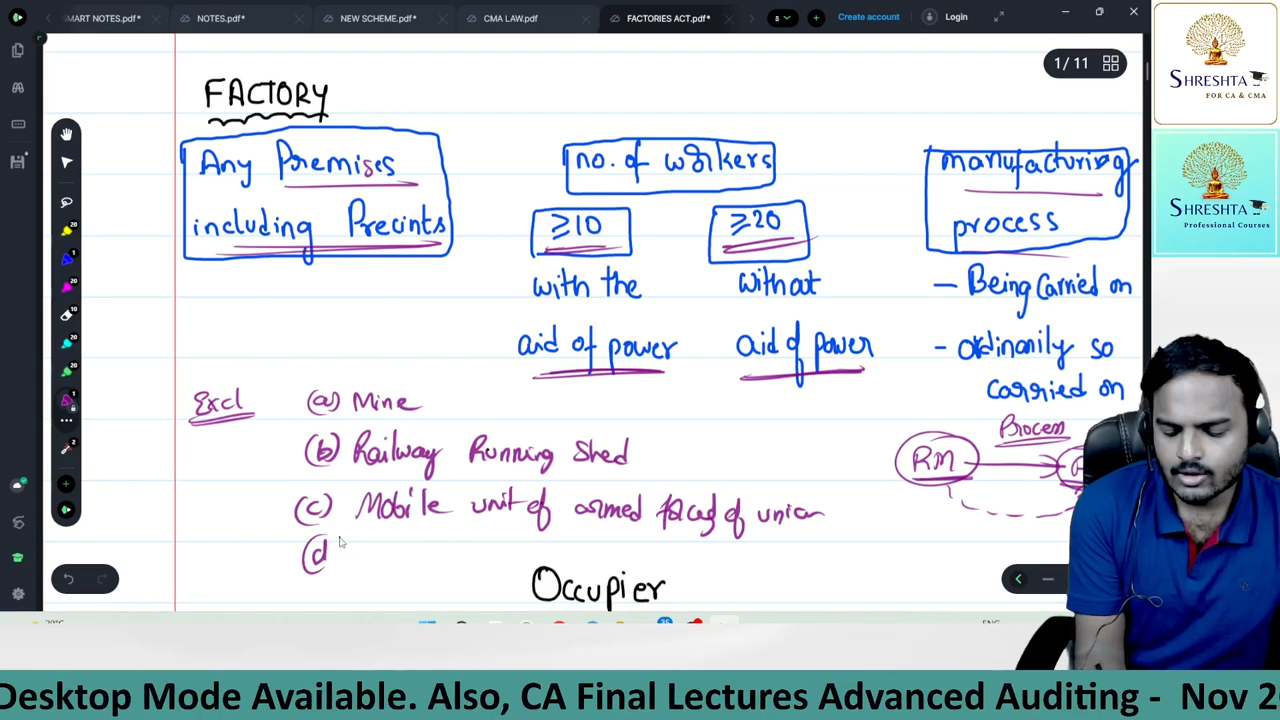 SMART NOTES.pdf*
NOTES.pdf*
NEW SCHEME.pdf*
CMA LAW.pdf
FACTORIES ACT.pdf*
8
Create account
Login
1 / 11
FACTORY
Any Premises
including Precints
no. of workers
≥10
≥20
with the
without
aid of power
aid of power
manufacturing
process
- Being carried on
- ordinarily so
carried on
Process
RM
Excl
(a) Mine
(b) Railway Running shed
(c) Mobile unit of armed forces of union
(d
Occupier
ENG
SHRESHTA
FOR CA & CMA
SHRESHTA
Professional Courses
Desktop Mode Available. Also, CA Final Lectures Advanced Auditing - Nov 2